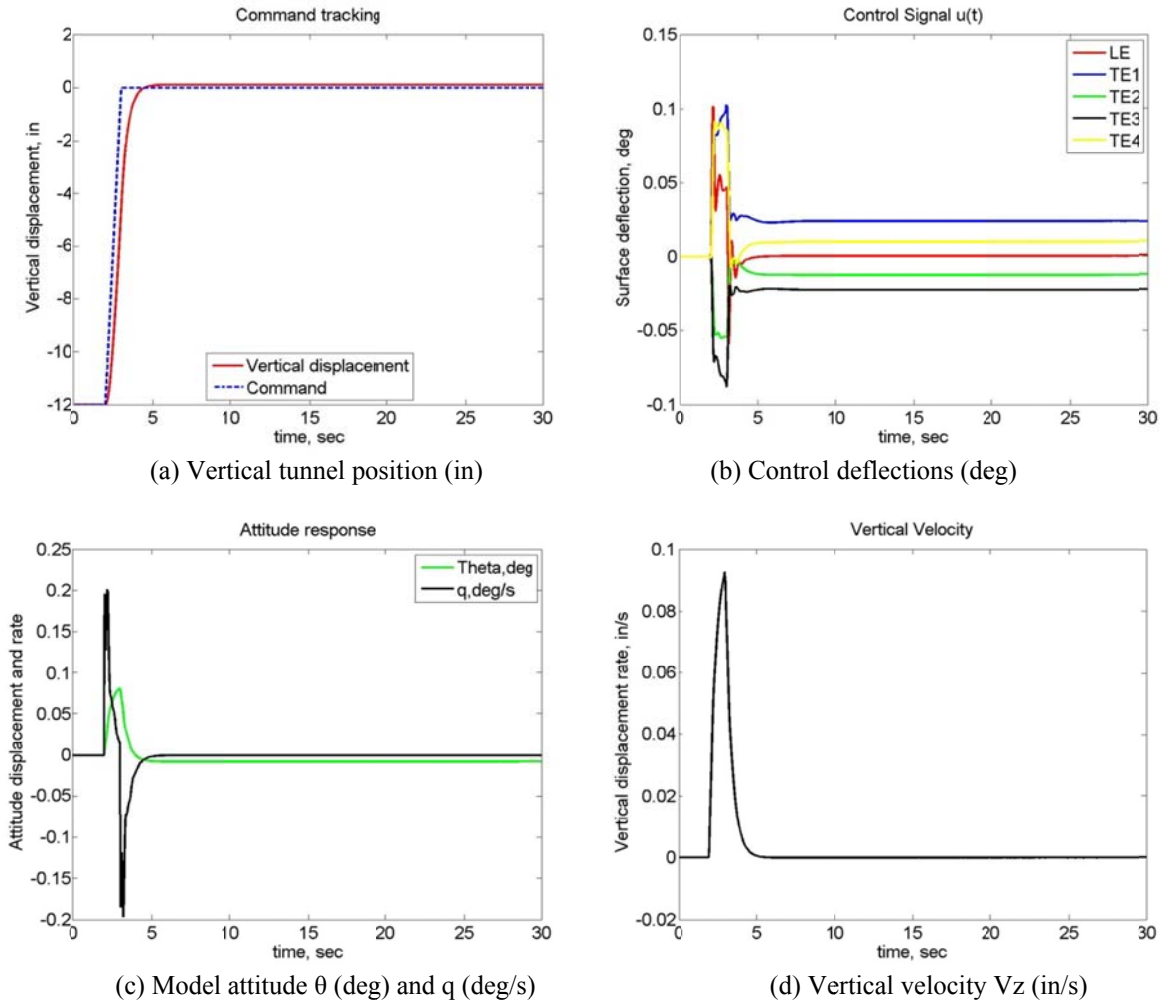 Command tracking
Vertical displacement, in
2
0
-2
-4
-6
-8
-10
-12
Vertical displacement
Command
0
5
10
15
20
25
30
time, sec
(a) Vertical tunnel position (in)
Control Signal u(t)
Surface deflection, deg
0.15
0.1
0.05
0
-0.05
-0.1
LE
TE1
TE2
TE3
TE4
0
5
10
15
20
25
30
time, sec
(b) Control deflections (deg)
Attitude response
Attitude displacement and rate
0.25
0.2
0.15
0.1
0.05
0
-0.05
-0.1
-0.15
-0.2
Theta,deg
q,deg/s
0
5
10
15
20
25
30
time, sec
(c) Model attitude θ (deg) and q (deg/s)
Vertical Velocity
Vertical displacement rate, in/s
0.1
0.08
0.06
0.04
0.02
0
-0.02
0
5
10
15
20
25
30
time, sec
(d) Vertical velocity Vz (in/s)